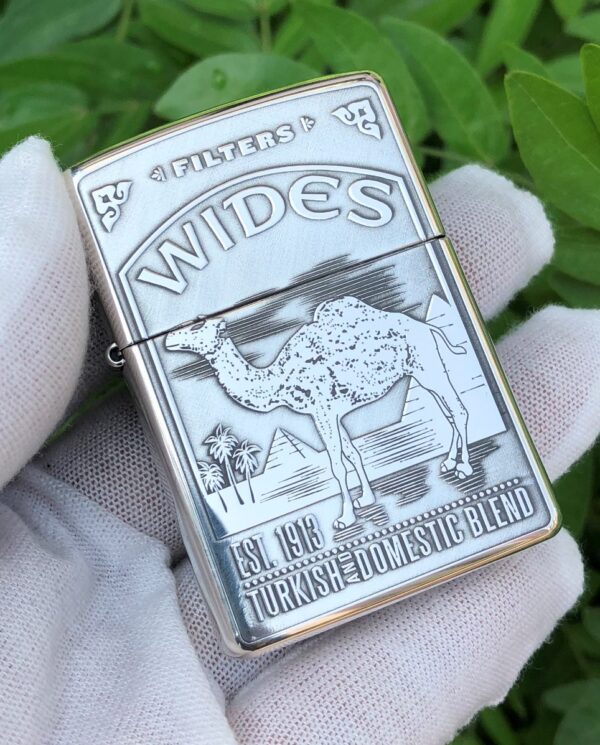 FILTERS
WIDES
EST. 1913
TURKISH AND DOMESTIC BLEND